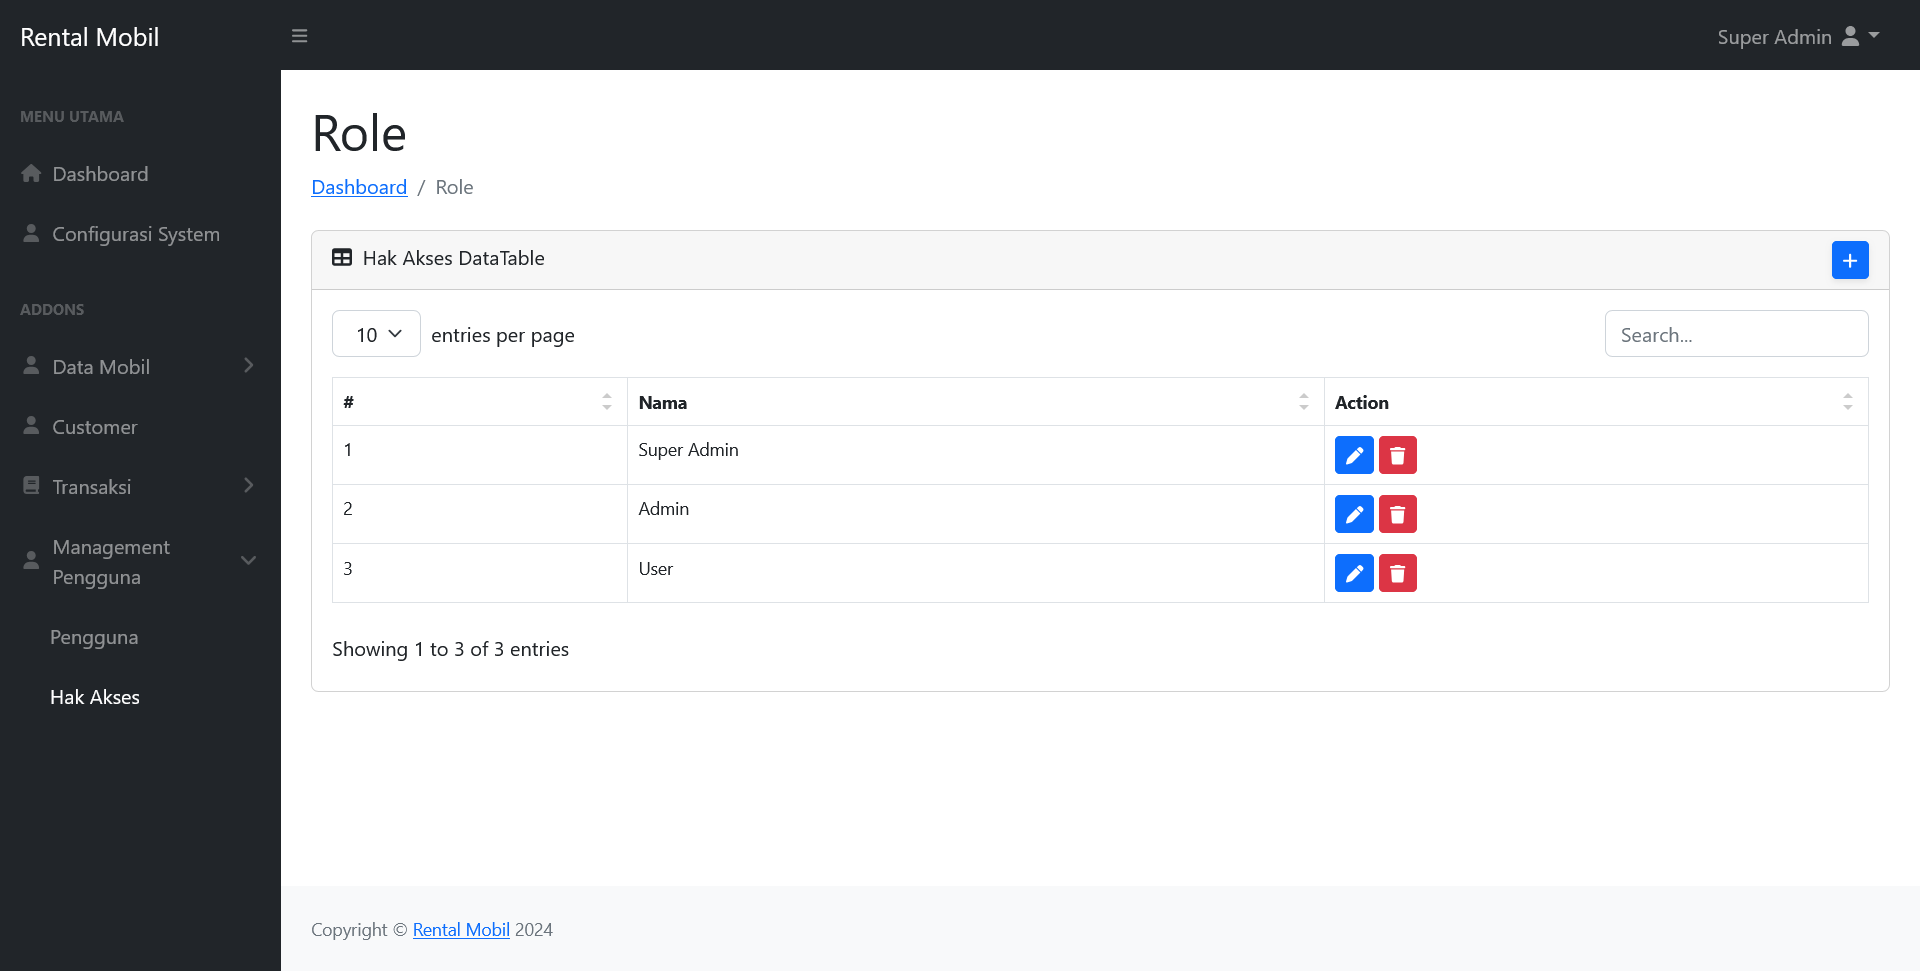 Rental Mobil
Super Admin
MENU UTAMA
Dashboard
Configurasi System
ADDONS
Data Mobil
Customer
Transaksi
Management
Pengguna
Pengguna
Hak Akses
Role
Dashboard / Role
Hak Akses DataTable
+
10 entries per page
Search...
# Nama Action
1 Super Admin
2 Admin
3 User
Showing 1 to 3 of 3 entries
Copyright © Rental Mobil 2024